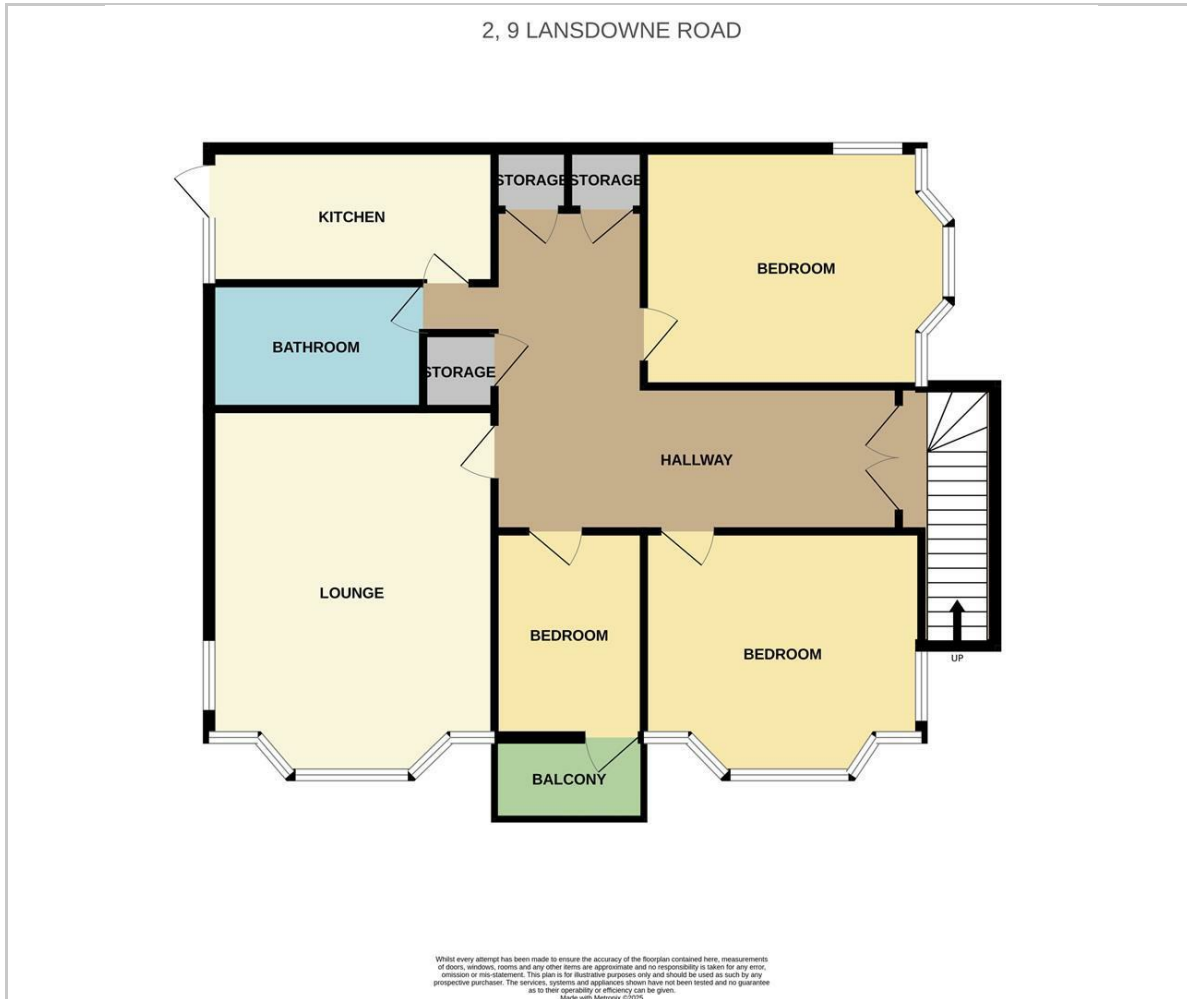 2, 9 LANSDOWNE ROAD
STORAGE STORAGE
KITCHEN
BEDROOM
BATHROOM
STORAGE
HALLWAY
LOUNGE
BEDROOM
BEDROOM
UP
BALCONY
Whilst every attempt has been made to ensure the accuracy of the floorplan contained here, measurements
of doors, windows, rooms and any other items are approximate and no responsibility is taken for any error,
omission or mis-statement. This plan is for illustrative purposes only and should be used as such by any
prospective purchaser. The services, systems and appliances shown have not been tested and no guarantee
as to their operability or efficiency can be given.
Made with Metropix ©2025